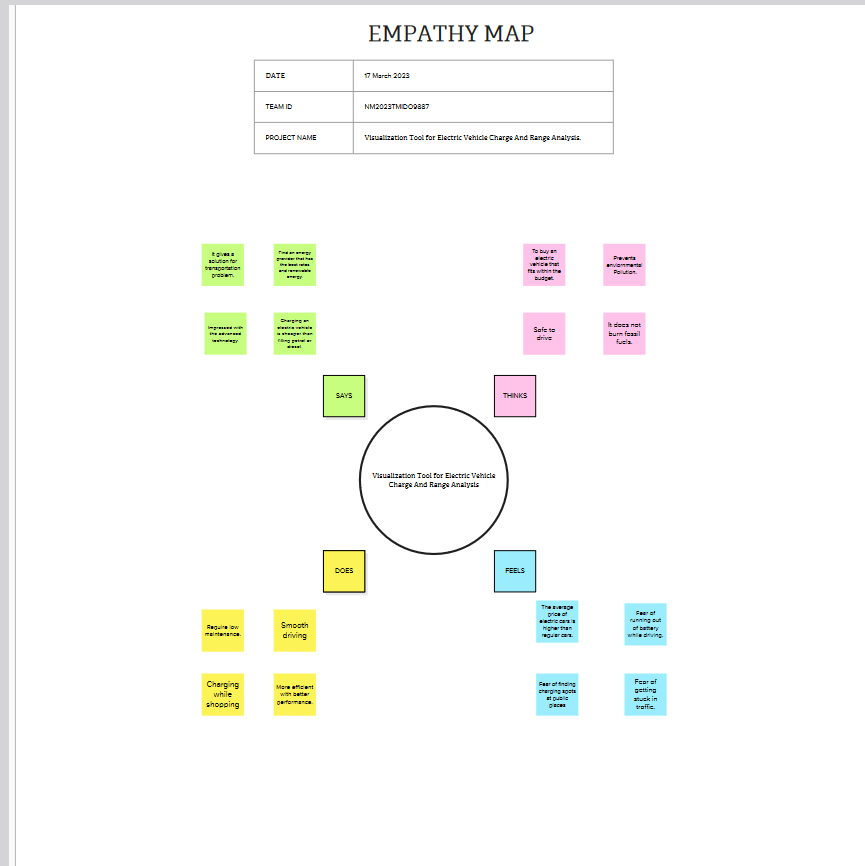 EMPATHY MAP
DATE
17 March 2023
TEAM ID
NM2023TMID09887
PROJECT NAME
Visualization Tool for Electric Vehicle Charge And Range Analysis.
It gives a
solution for
transportation
problem.
Find an energy
provider that has
the best rates
and renewable
energy.
To buy an
electric
vehicle that
fits within the
budget.
Prevents
enviornmental
Pollution.
Impressed with
the advanced
technology.
Charging an
electric vehicle
is cheaper than
filling petrol or
diesel.
Safe to
drive
It does not
burn fossil
fuels.
SAYS
THINKS
Visualization Tool for Electric Vehicle
Charge And Range Analysis
DOES
FEELS
Require low
maintenance.
Smooth
driving
The average
price of
electric cars is
higher than
regular cars.
Fear of
running out
of battery
while driving.
Charging
while
shopping
More efficient
with better
performance.
Fear of finding
charging spots
at public
places
Fear of
getting
stuck in
traffic.